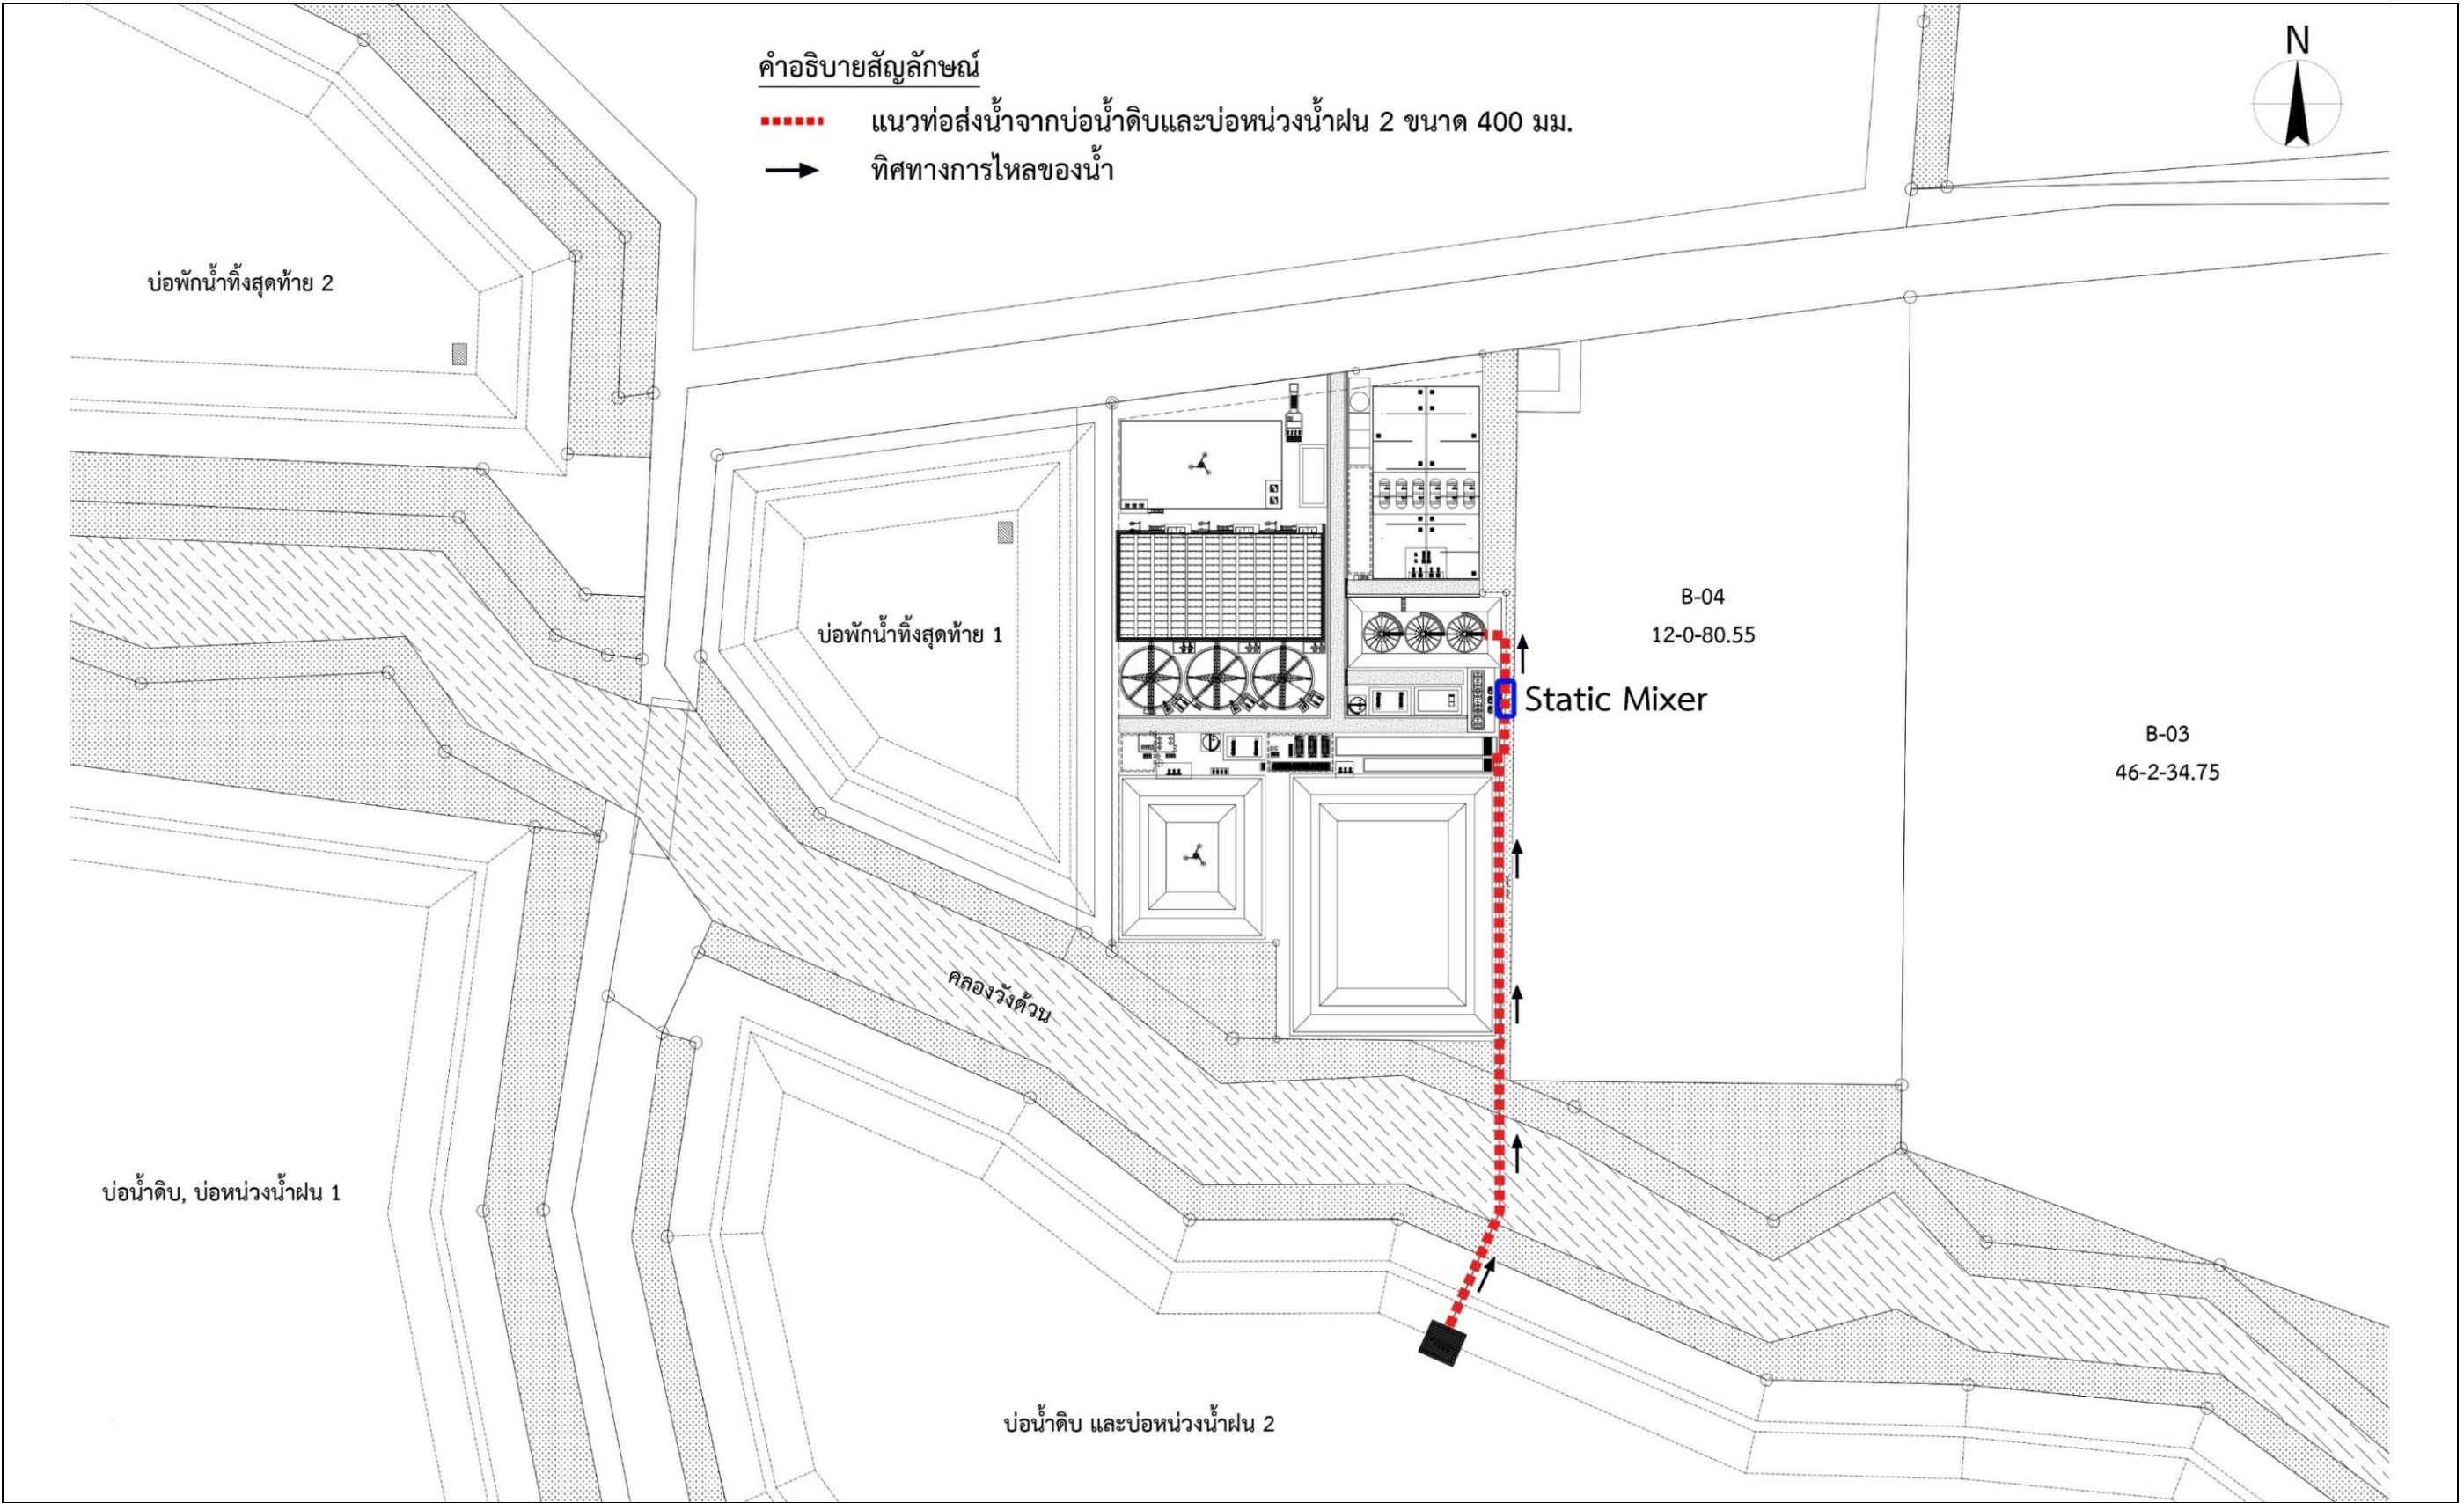 คำอธิบายสัญลักษณ์
N
แนวท่อส่งน้ำจากบ่อน้ำดิบและบ่อหน่วงน้ำฝน 2 ขนาด 400 มม.
ทิศทางการไหลของน้ำ
บ่อพักน้ำทิ้งสุดท้าย 2
บ่อพักน้ำทิ้งสุดท้าย 1
B-04
12-0-80.55
Static Mixer
B-03
46-2-34.75
คลองวังด้วน
บ่อน้ำดิบ, บ่อหน่วงน้ำฝน 1
บ่อน้ำดิบ และบ่อหน่วงน้ำฝน 2